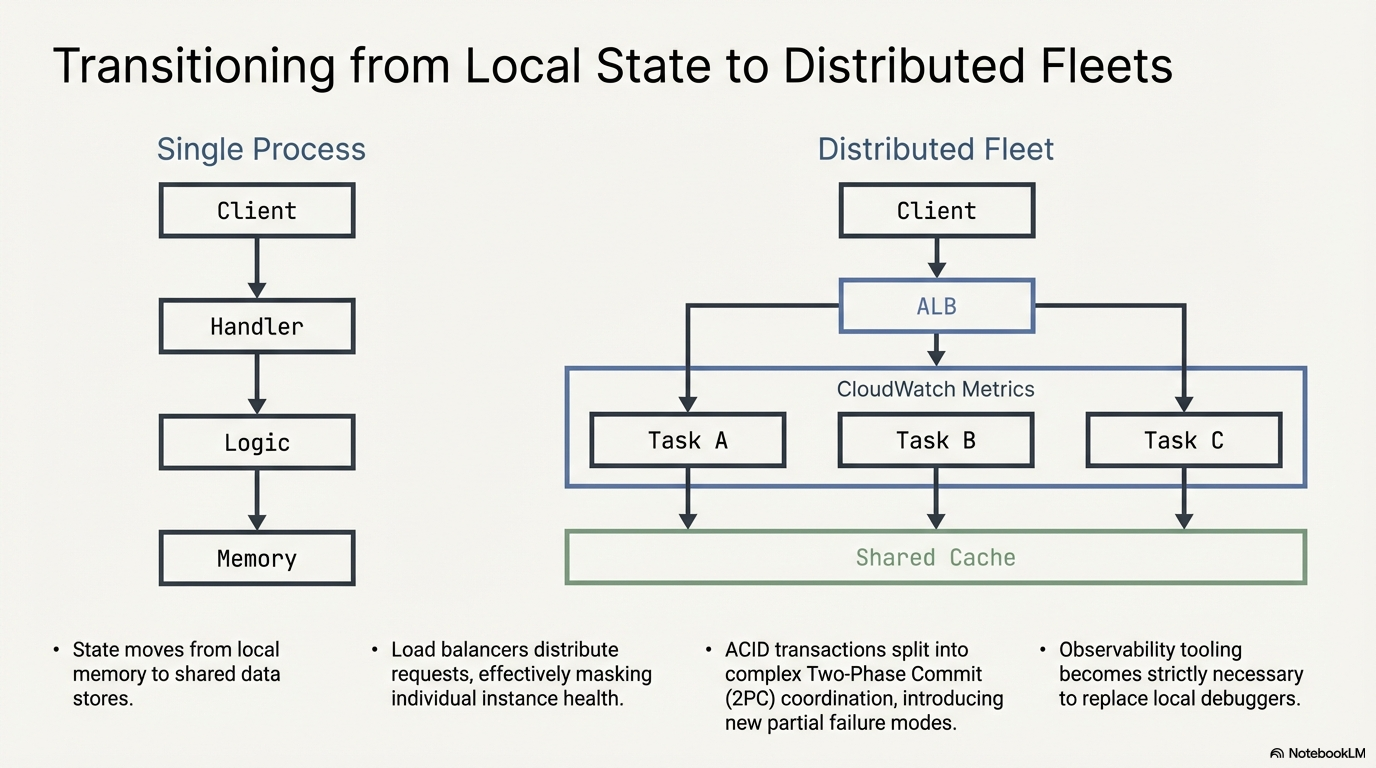 Transitioning from Local State to Distributed Fleets
Single Process
Client
Handler
Logic
Memory
Distributed Fleet
Client
ALB
CloudWatch Metrics
Task A
Task B
Task C
Shared Cache
• State moves from local
memory to shared data
stores.
• Load balancers distribute
requests, effectively masking
individual instance health.
• ACID transactions split into
complex Two-Phase Commit
(2PC) coordination, introducing
new partial failure modes.
• Observability tooling
becomes strictly necessary
to replace local debuggers.
NotebookLM